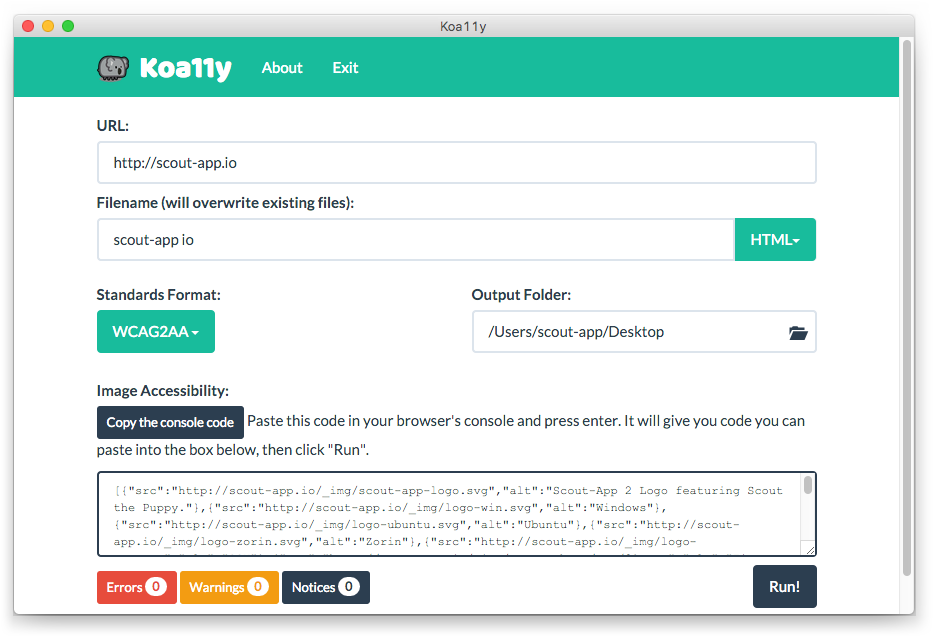 Koa11y
Koa11y About Exit
URL:
http://scout-app.io
Filename (will overwrite existing files):
scout-app io HTML
Standards Format: Output Folder:
WCAG2AA /Users/scout-app/Desktop
Image Accessibility:
Copy the console code Paste this code in your browser's console and press enter. It will give you code you can
paste into the box below, then click "Run".
[{"src":"http://scout-app.io/_img/scout-app-logo.svg","alt":"Scout-App 2 Logo featuring Scout
the Puppy."},{"src":"http://scout-app.io/_img/logo-win.svg","alt":"Windows"},
{"src":"http://scout-app.io/_img/logo-ubuntu.svg","alt":"Ubuntu"},{"src":"http://scout-
app.io/_img/logo-zorin.svg","alt":"Zorin"},{"src":"http://scout-app.io/_img/logo-
Errors 0 Warnings 0 Notices 0 Run!